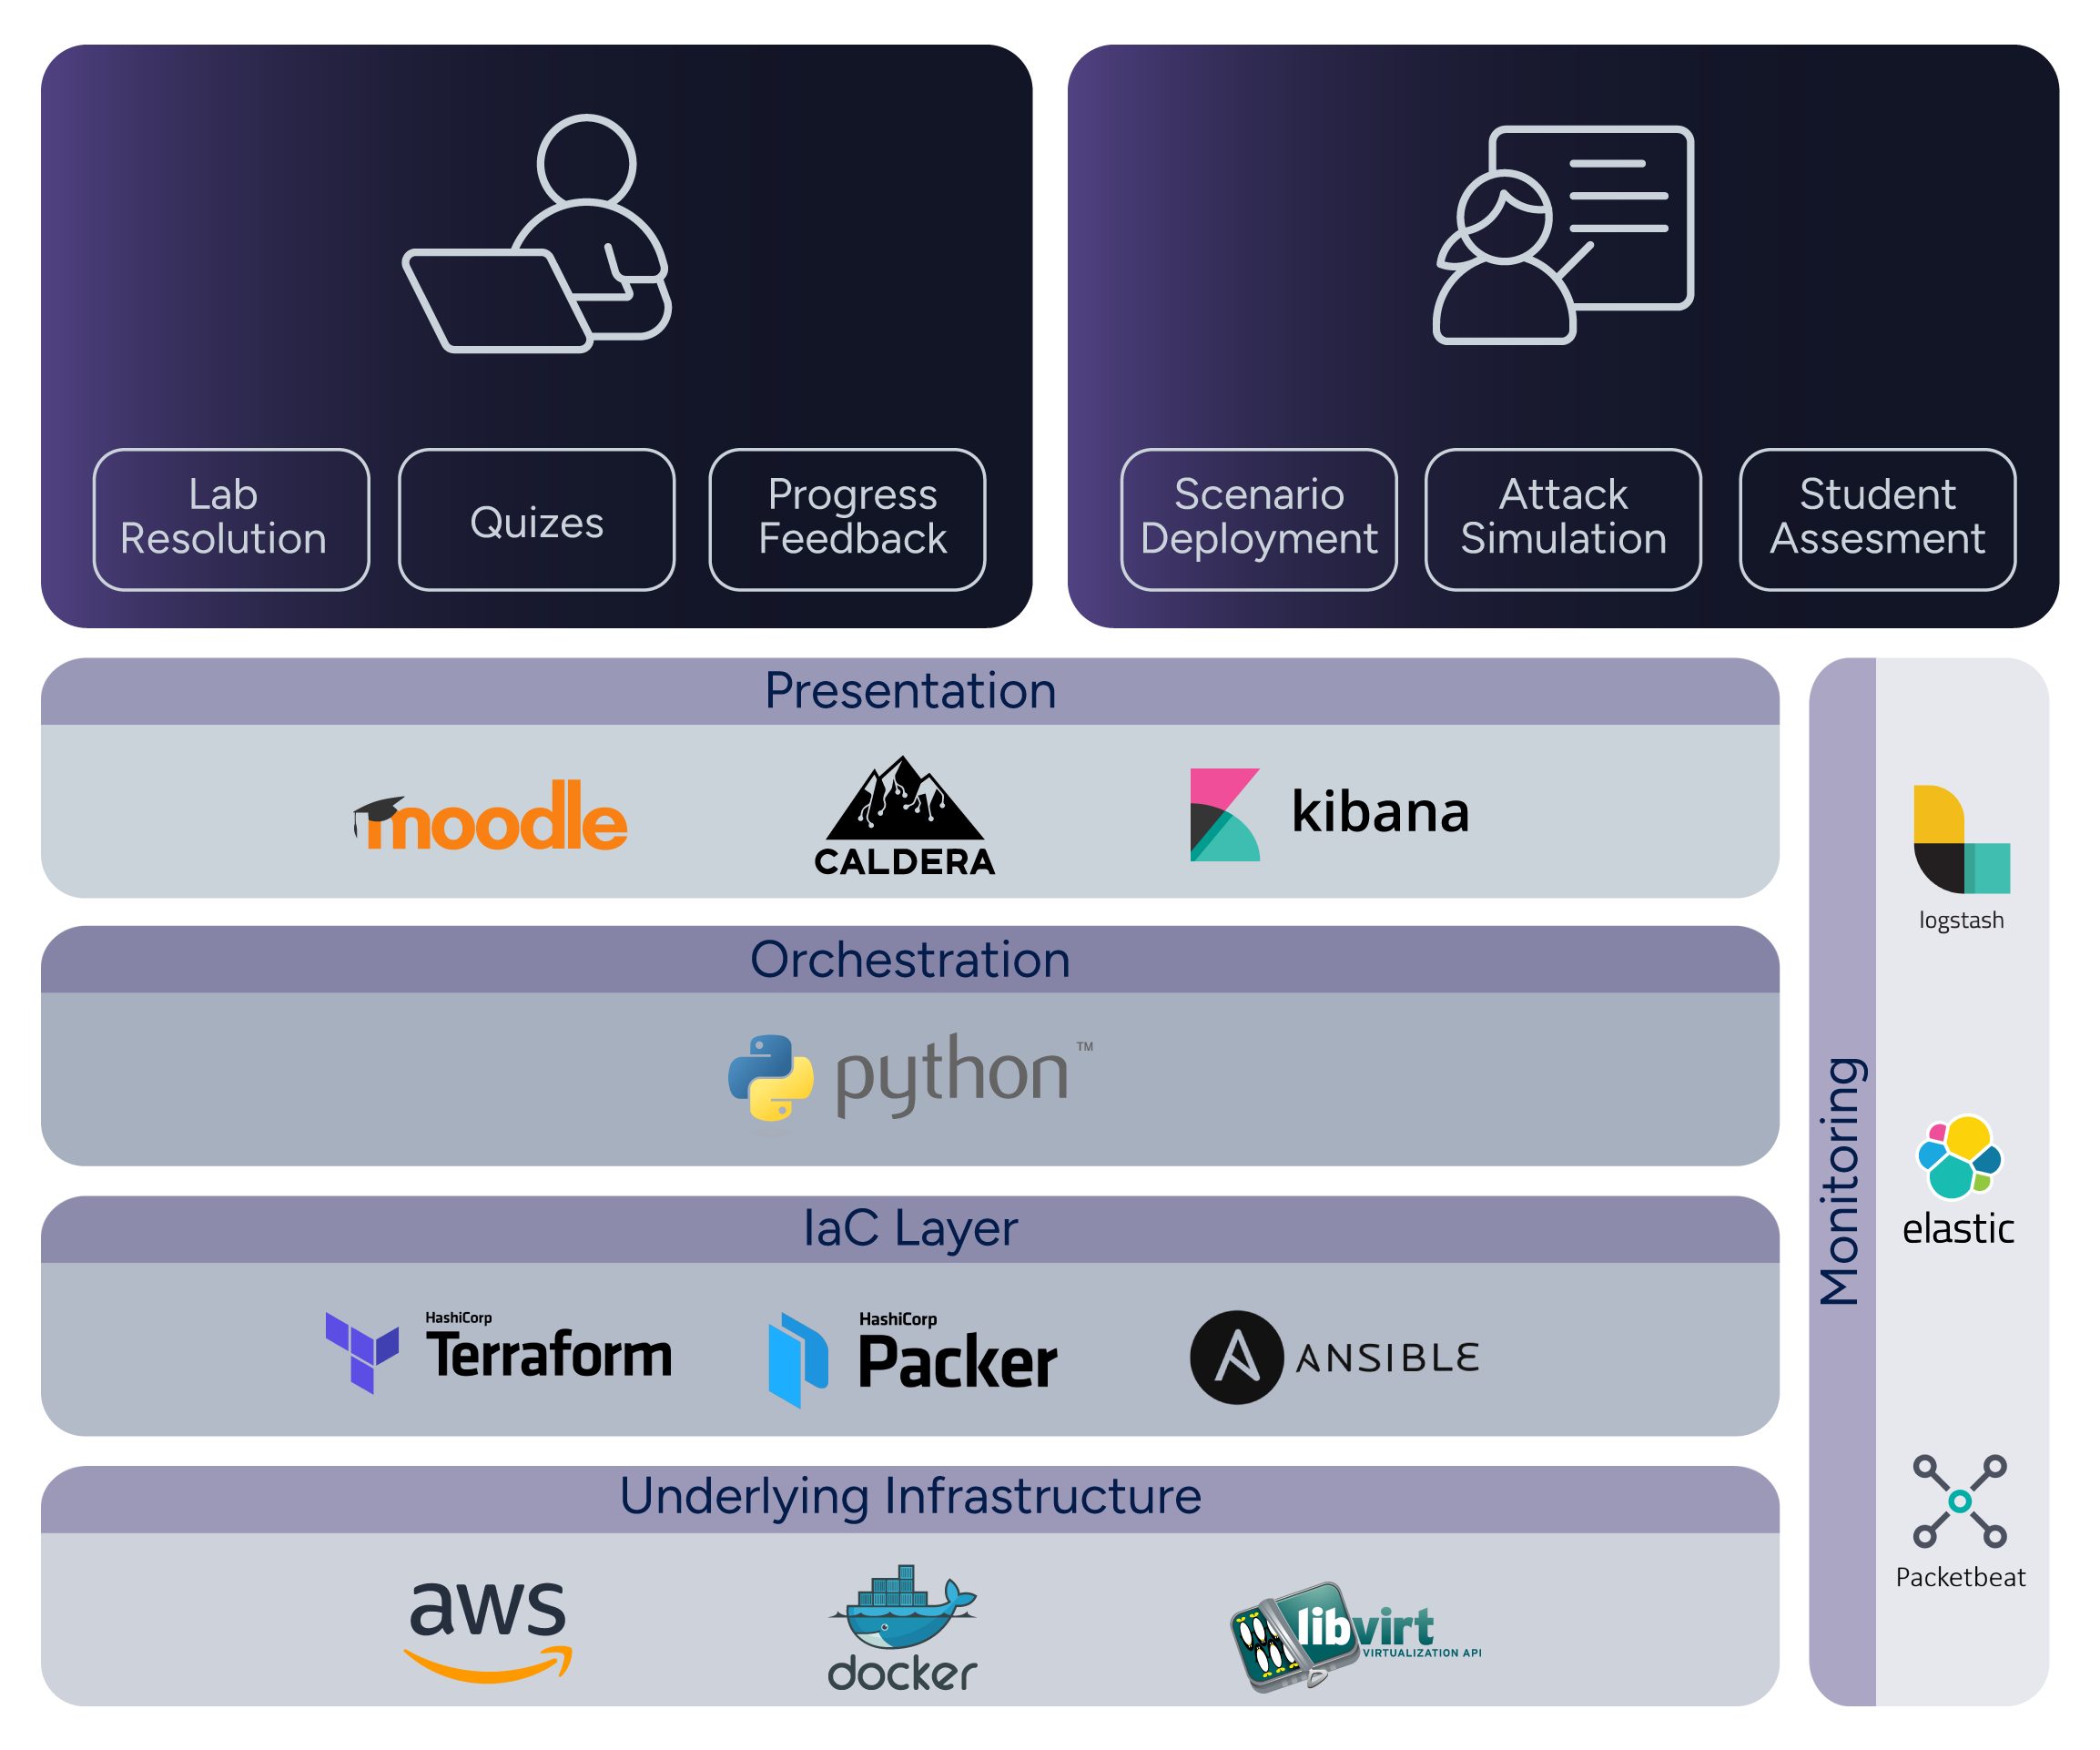 Lab
Resolution
Quizes
Progress
Feedback
Scenario
Deployment
Attack
Simulation
Student
Assesment
Presentation
moodle
CALDERA
kibana
Orchestration
python™
IaC Layer
HashiCorp
Terraform
HashiCorp
Packer
ANSIBLE
Underlying Infrastructure
aws
docker
libvirt
VIRTUALIZATION API
Monitoring
logstash
elastic
Packetbeat